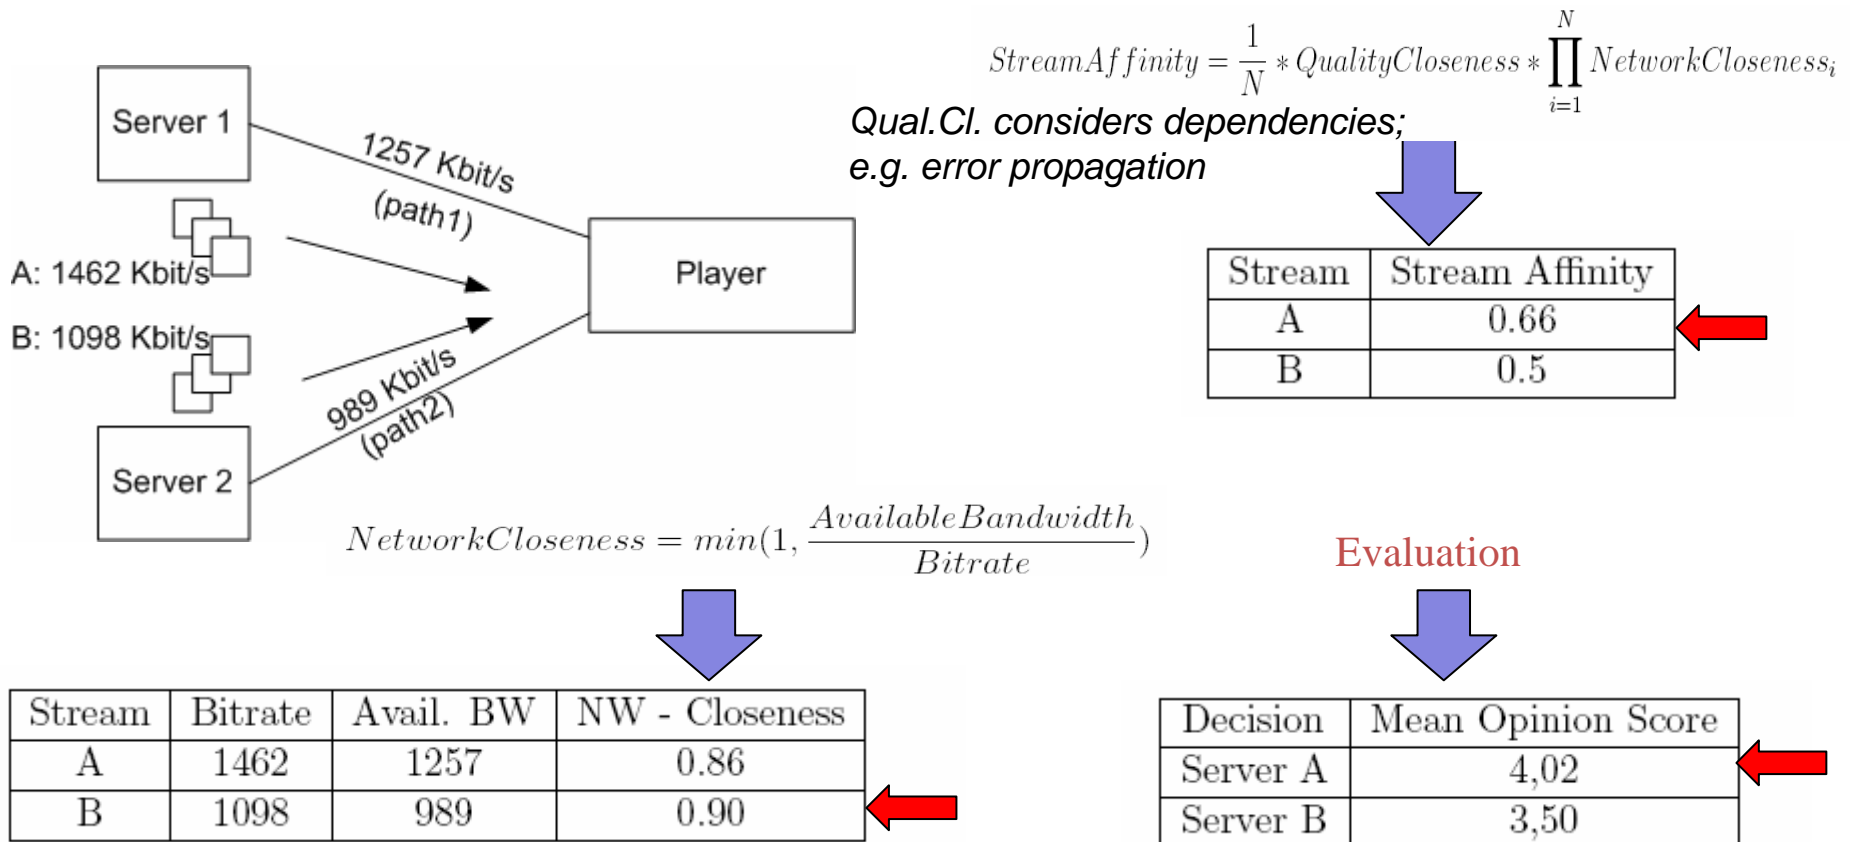 StreamAffinity = 1/N * QualityCloseness * ∏_{i=1}^{N} NetworkCloseness_i
Qual.Cl. considers dependencies;
e.g. error propagation
Server 1
1257 Kbit/s
(path1)
A: 1462 Kbit/s
Player
B: 1098 Kbit/s
989 Kbit/s
(path2)
Server 2
Stream Stream Affinity
A 0.66
B 0.5
NetworkCloseness = min(1, AvailableBandwidth/Bitrate)
Evaluation
Stream Bitrate Avail. BW NW - Closeness
A 1462 1257 0.86
B 1098 989 0.90
Decision Mean Opinion Score
Server A 4,02
Server B 3,50